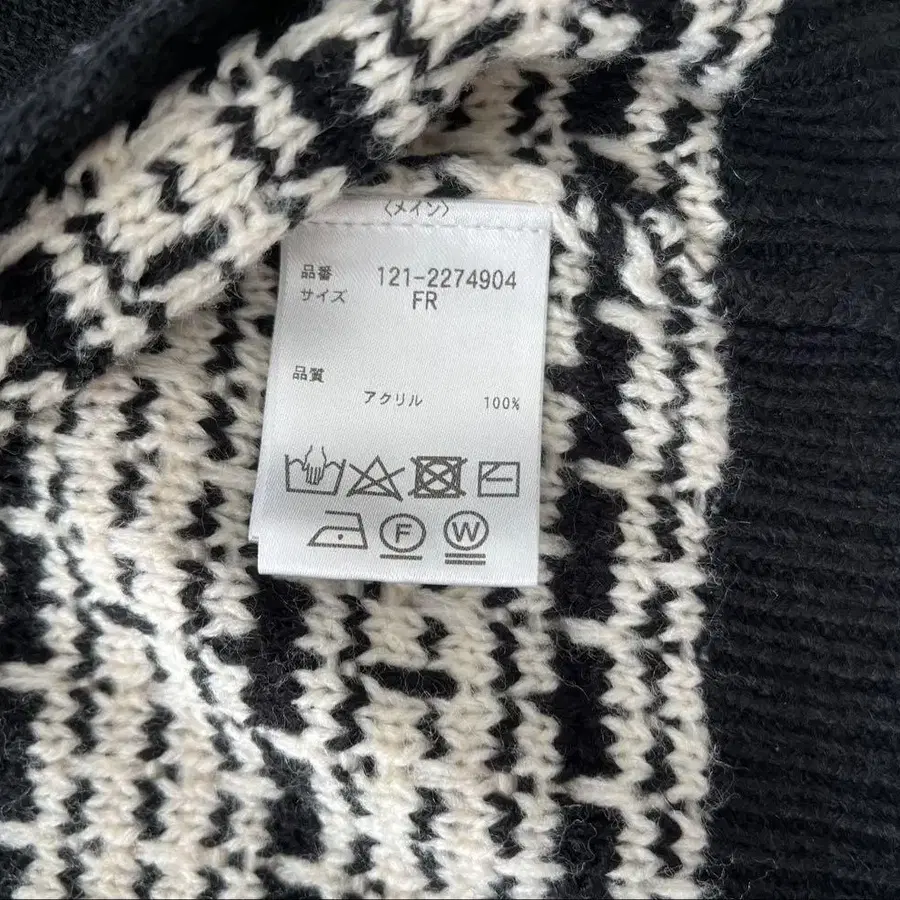 〈メイン〉
品番 121-2274904
サイズ FR
品質
アクリル 100%
F W